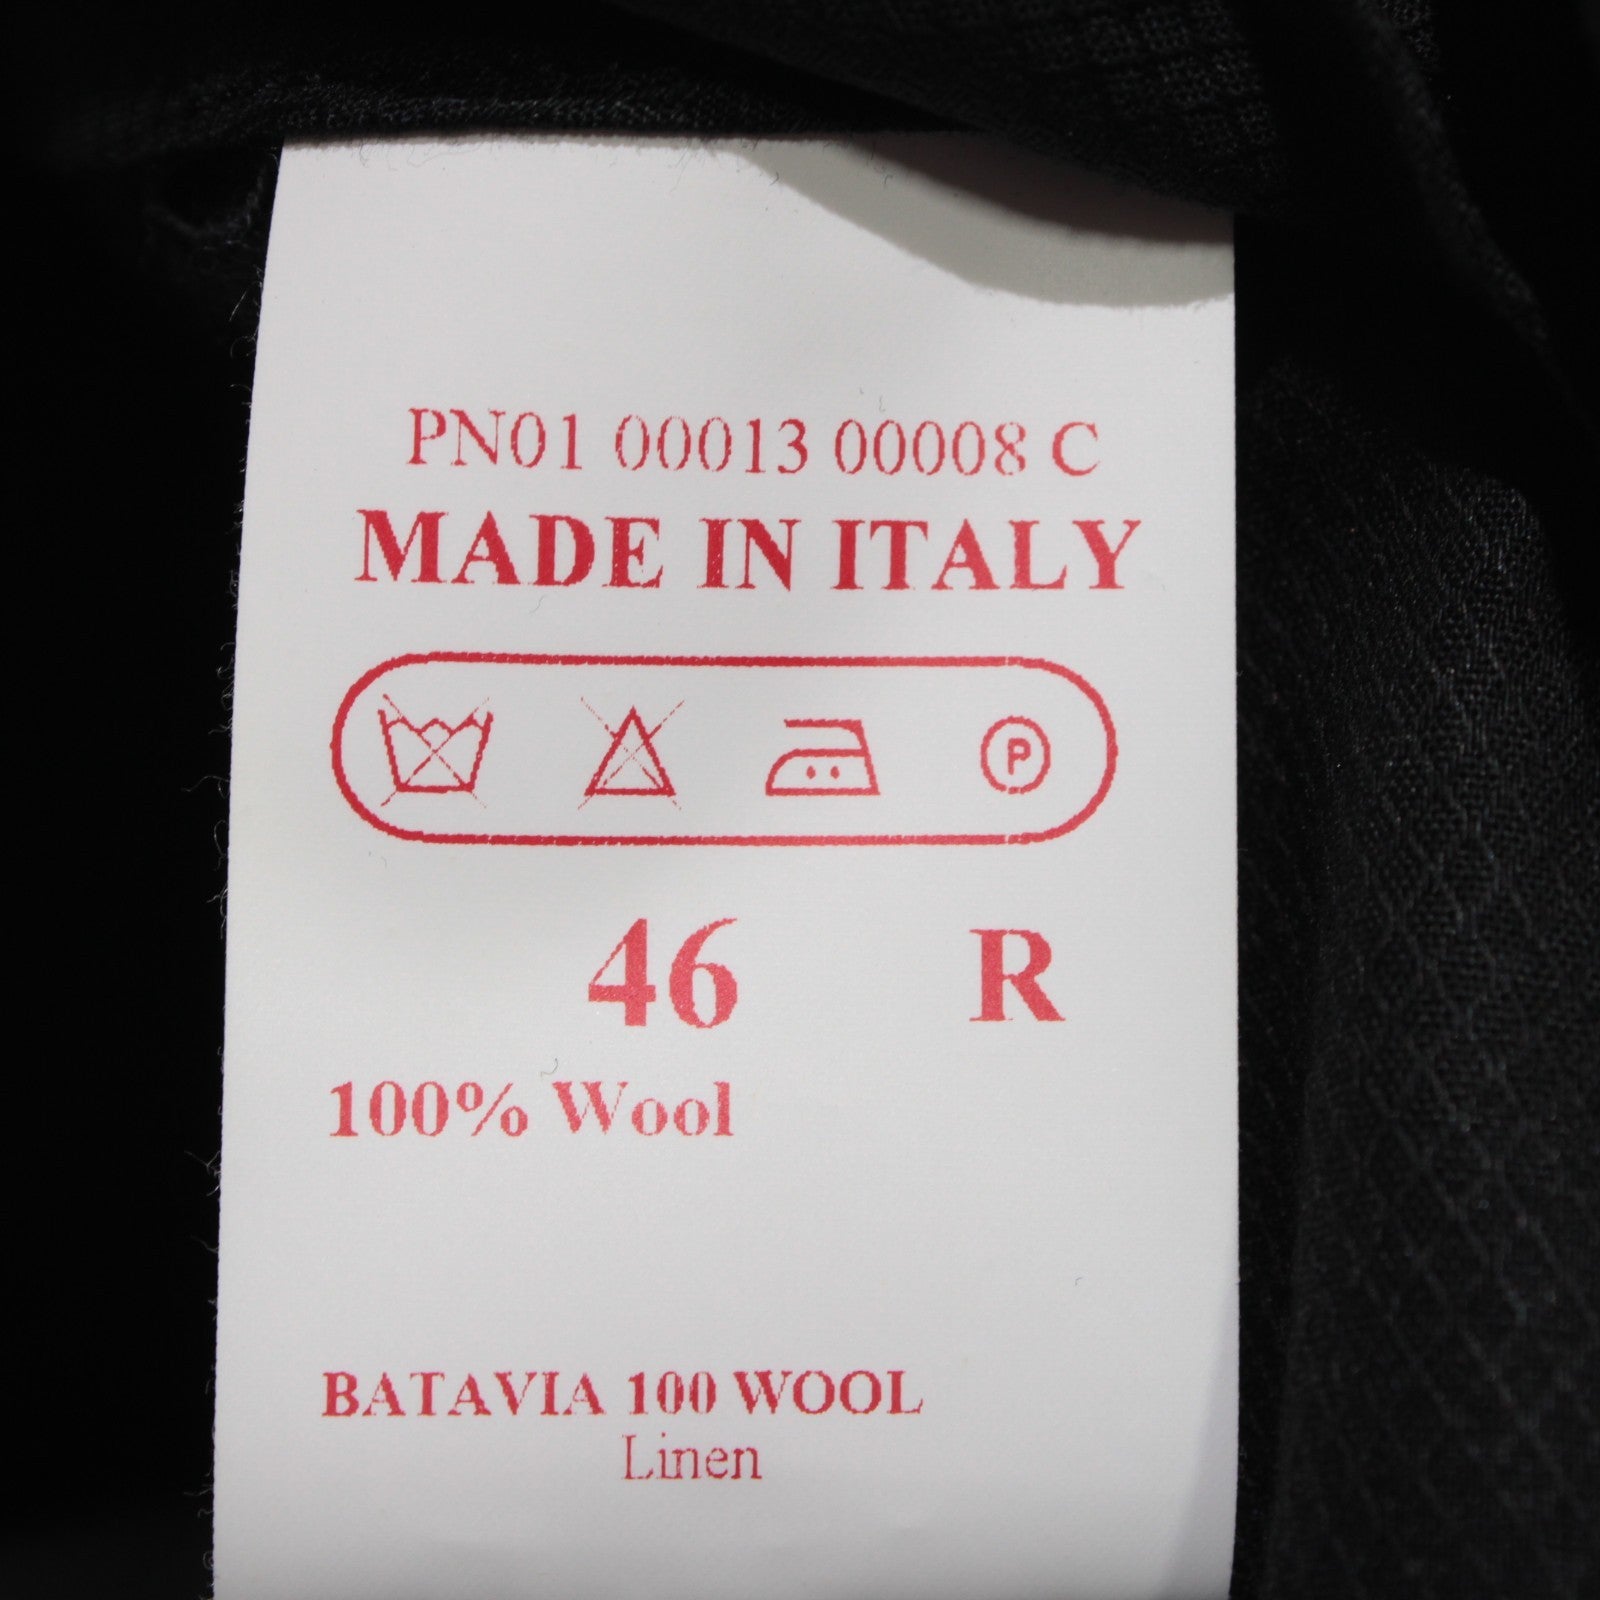 PN01 00013 00008 C
MADE IN ITALY
P
46 R
100% Wool
BATAVIA 100 WOOL
Linen